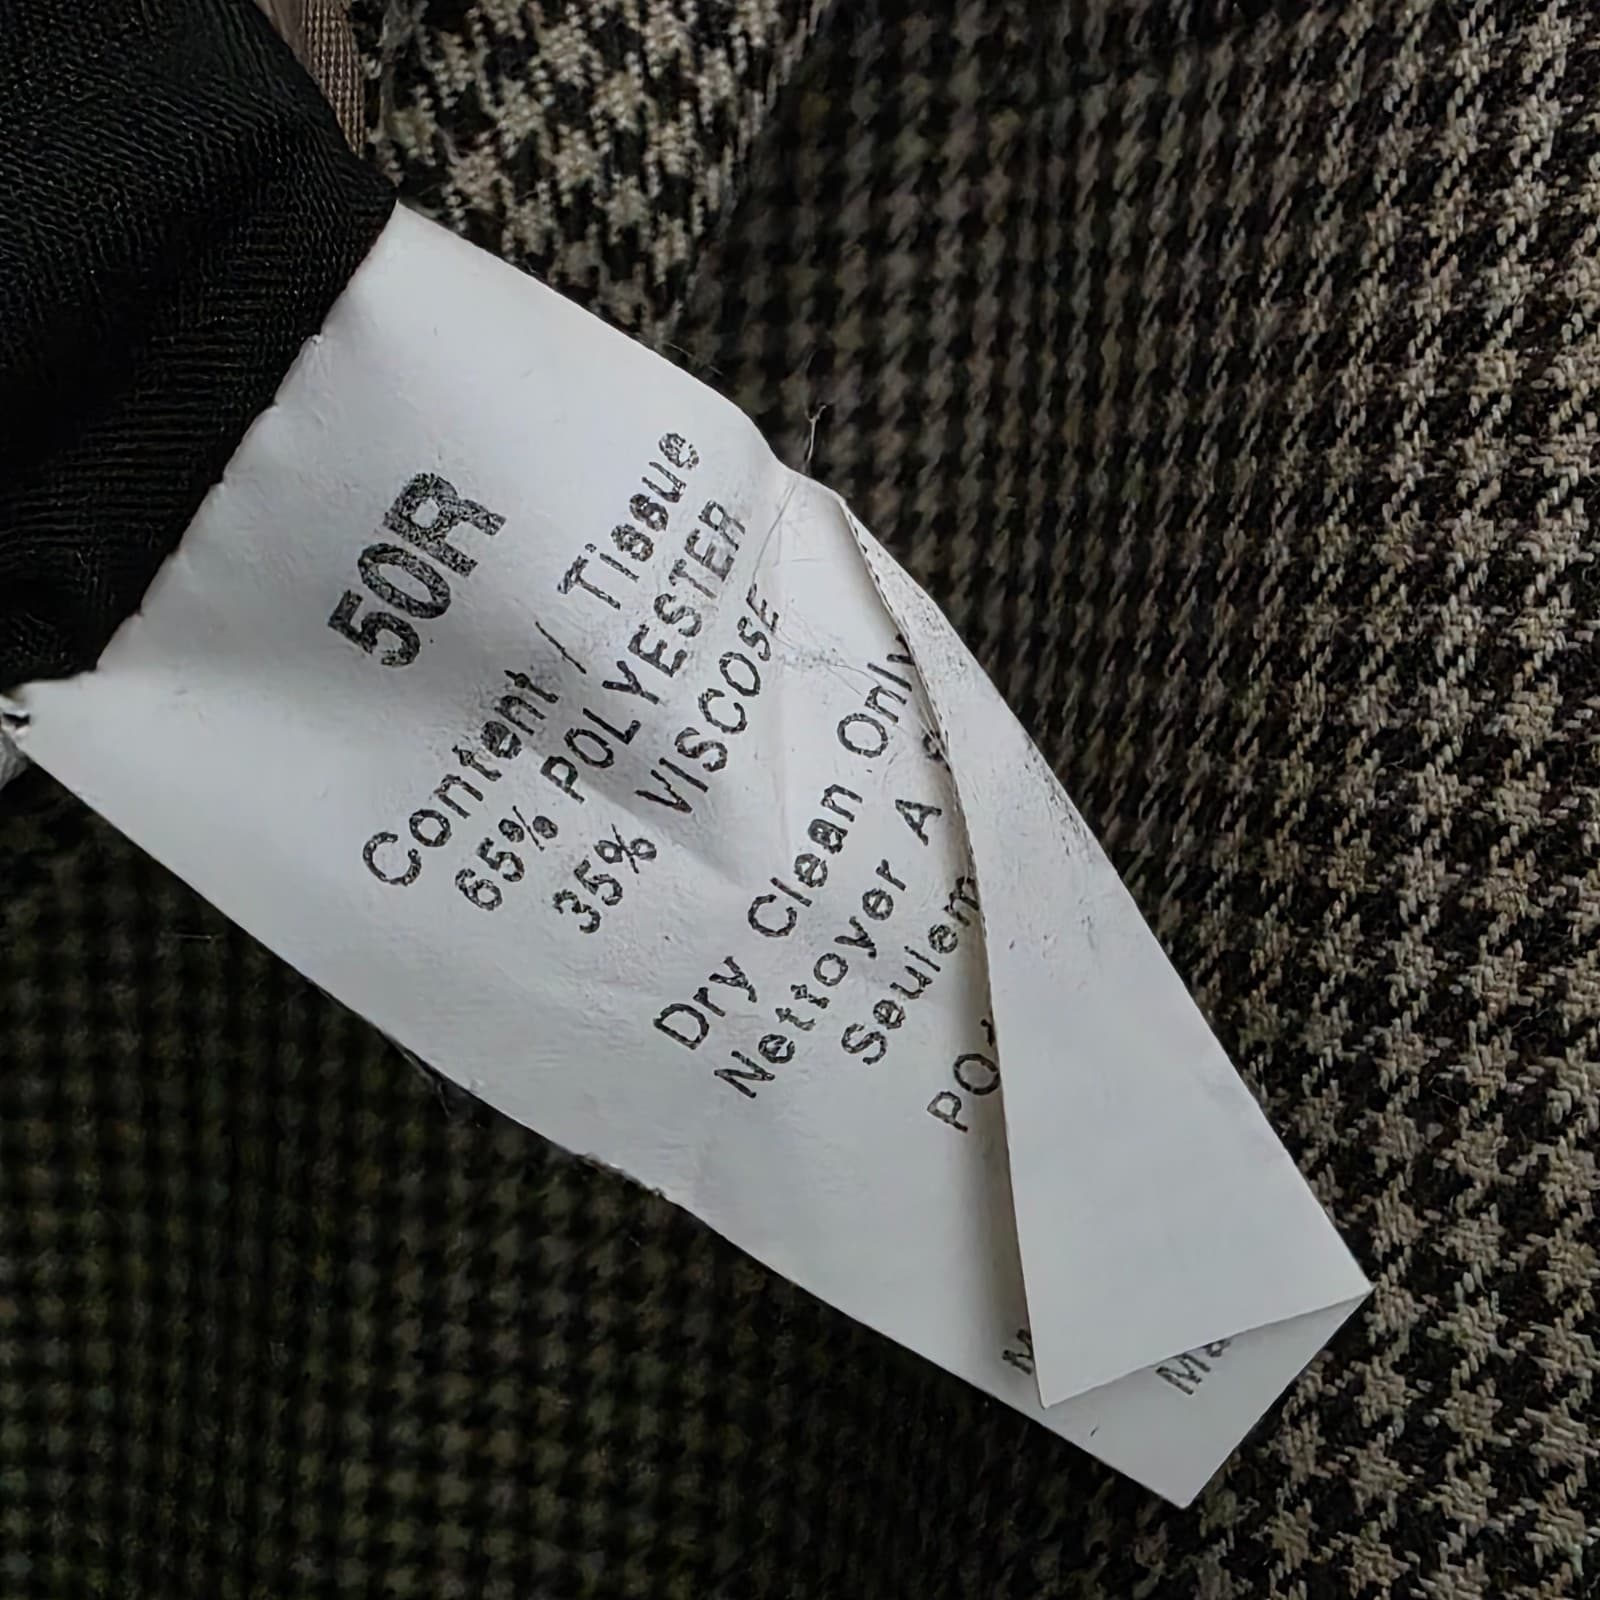 50R
Content / Tissue
65% POLYESTER
35% VISCOSE
Dry Clean Only
Nettoyer A